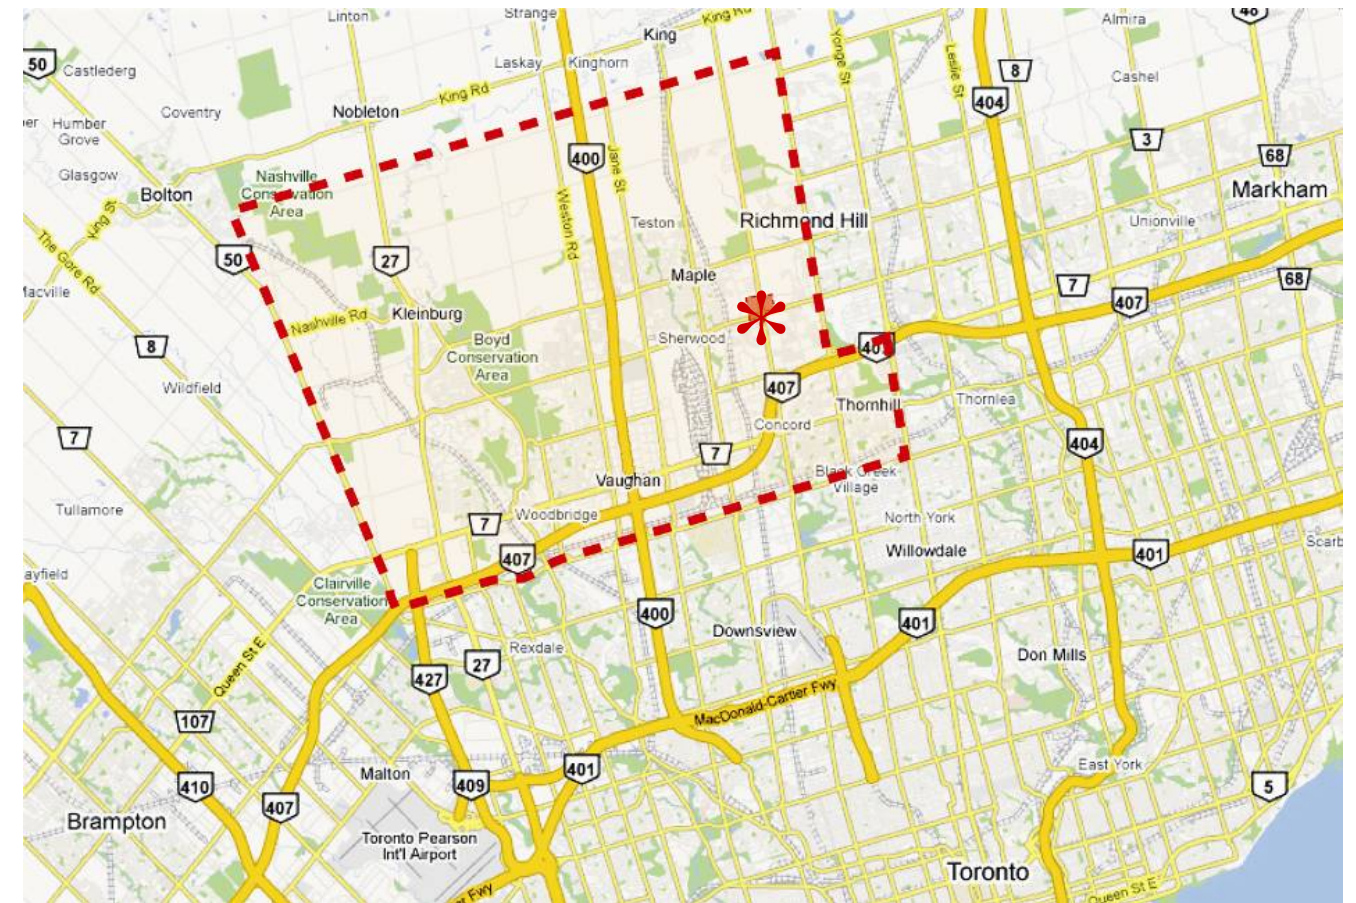 Linton
Strange
King
King Rd
Almira
48
50
Castlederg
Laskay
Kinghorn
Yonge St
Leslie St
8
Cashel
404
King Rd
Coventry
Nobleton
Humber
Grove
3
68
400
Jane St
Glasgow
Nashville
Conservation
Area
Bolton
Markham
King St
Weston Rd
Teston
Richmond Hill
Unionville
The Gore Rd
50
27
Maple
7
68
Macville
407
Nashville Rd
Kleinburg
Sherwood
8
Boyd
Conservation
Area
407
Wildfield
407
Thornhill
Thornlea
7
Concord
404
7
Vaughan
Black Creek
Village
Tullamore
7
Woodbridge
North York
407
Willowdale
401
Clairville
Conservation
Area
400
401
Downsview
Queen St E
Rexdale
27
Don Mills
427
MacDonald-Cartier Fwy
107
401
East York
Malton
410
409
5
407
Brampton
Toronto Pearson
Int'l Airport
Toronto
Fwy
Queen St E